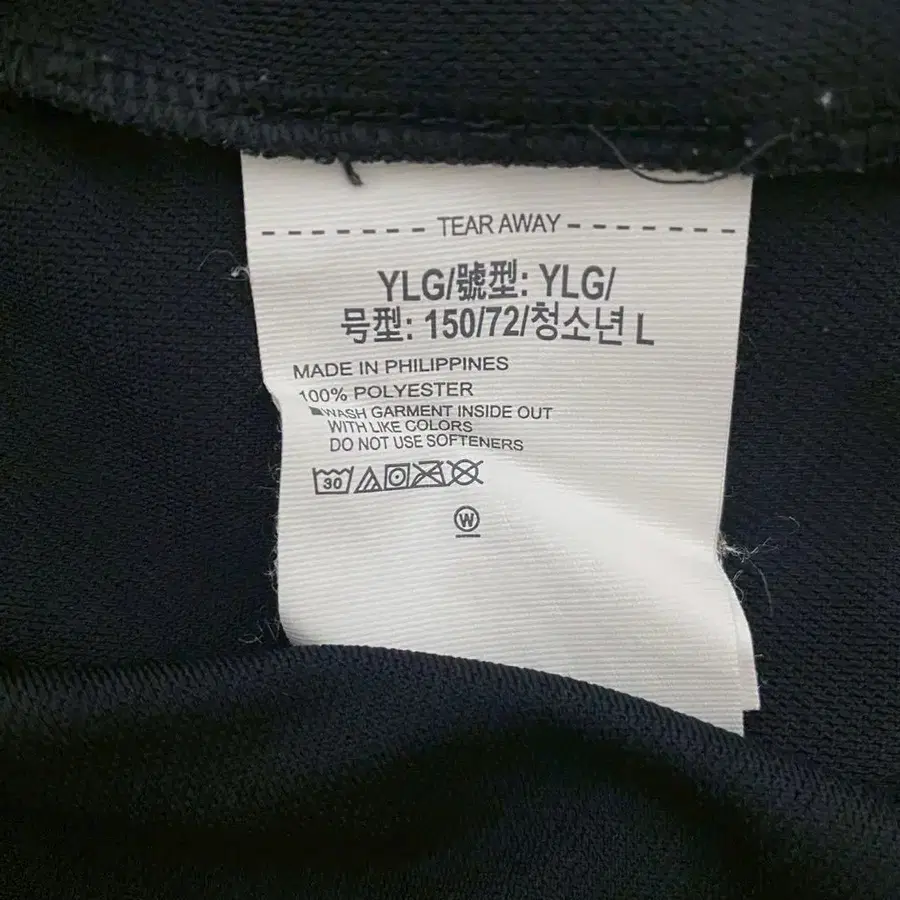 TEAR AWAY
YLG/號型: YLG/
号型: 150/72/청소년 L
MADE IN PHILIPPINES
100% POLYESTER
WASH GARMENT INSIDE OUT
WITH LIKE COLORS
DO NOT USE SOFTENERS
30
W